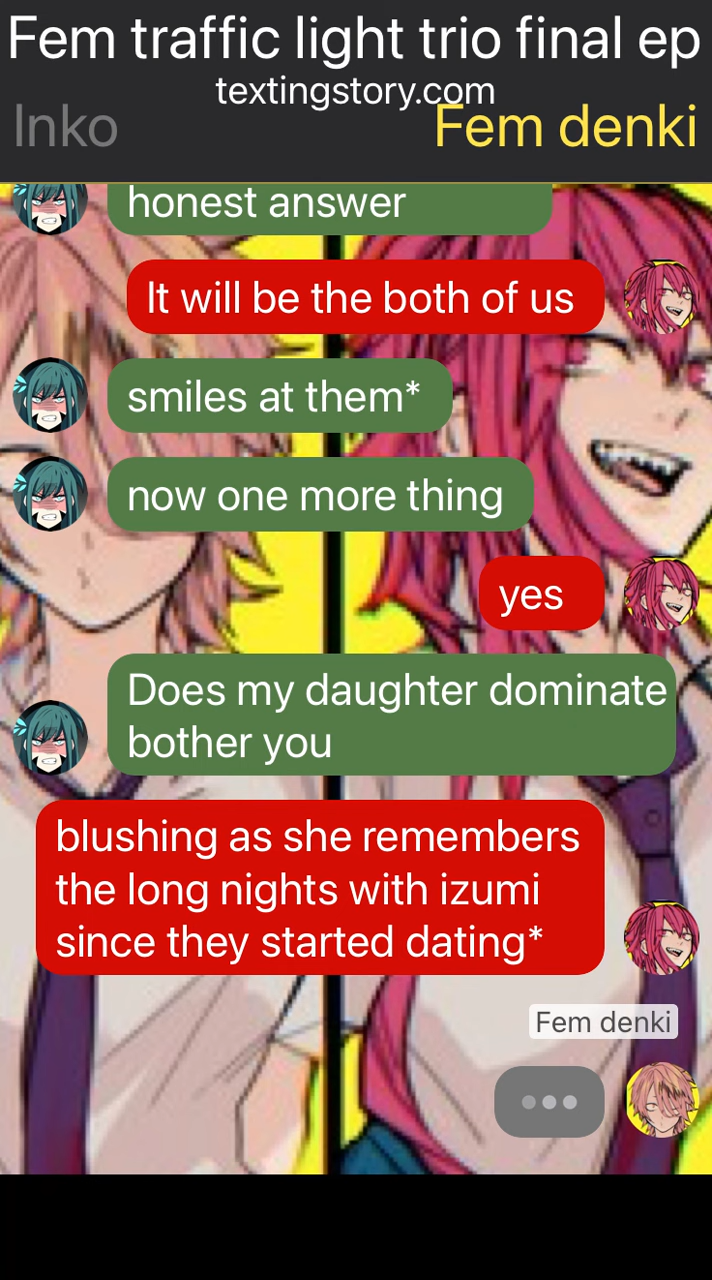 Fem traffic light trio final ep
textingstory.com
Inko
Fem denki
honest answer
It will be the both of us
smiles at them*
now one more thing
yes
Does my daughter dominate
bother you
blushing as she remembers
the long nights with izumi
since they started dating*
Fem denki